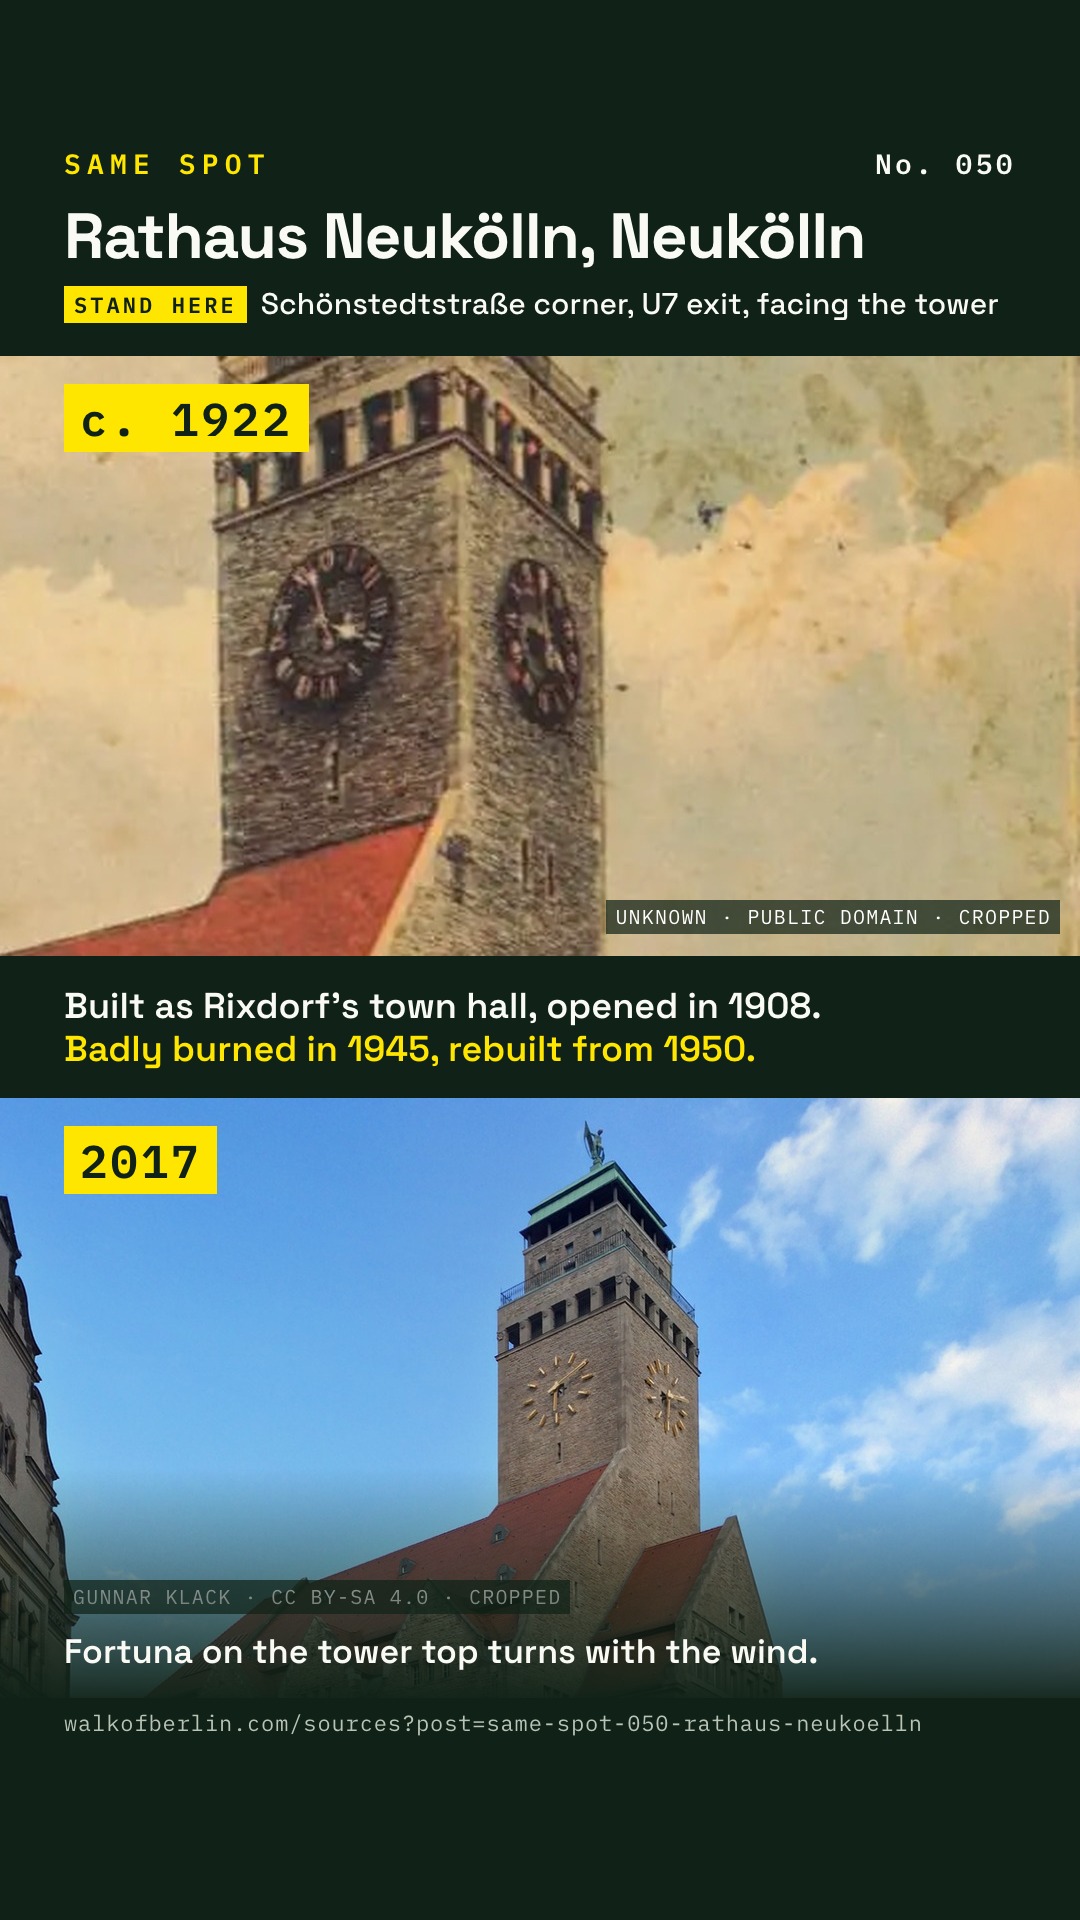 SAME SPOT
No. 050
Rathaus Neukölln, Neukölln
STAND HERE Schönstedtstraße corner, U7 exit, facing the tower
c. 1922
UNKNOWN · PUBLIC DOMAIN · CROPPED
Built as Rixdorf’s town hall, opened in 1908.
Badly burned in 1945, rebuilt from 1950.
2017
GUNNAR KLACK · CC BY-SA 4.0 · CROPPED
Fortuna on the tower top turns with the wind.
walkofberlin.com/sources?post=same-spot-050-rathaus-neukoelln